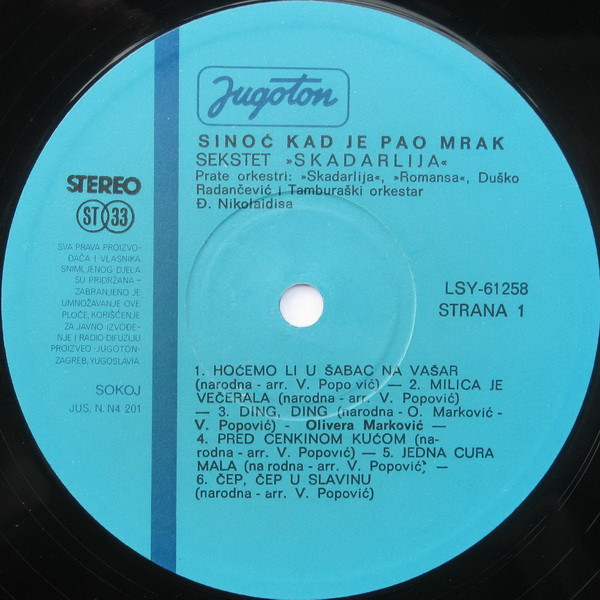 Jugoton
SINOĆ KAD JE PAO MRAK
SEKSTET »SKADARLIJA«
Prate orkestri: »Skadarlija«, »Romansa«, Duško
Radančević i Tamburaški orkestar
Đ. Nikolaidisa
STEREO
ST 33
SVA PRAVA PROIZVO-
ĐAČA I VLASNIKA
SNIMLJENOG DJELA
SU PRIDRŽANA –
ZABRANJENO JE
UMNOŽAVANJE OVE
PLOČE, KORIŠČENJE
ZA JAVNO IZVOĐE-
NJE I RADIO-DIFUZIJU
PROIZVEO »JUGOTON«
ZAGREB, YUGOSLAVIA
SOKOJ
JUS. N. N4 201
LSY-61258
STRANA 1
1. HOĆEMO LI U ŠABAC NA VAŠAR
(narodna - arr. V. Popo vić) — 2. MILICA JE
VEČERALA (narodna - arr. V. Popović)
— 3. DING, DING (narodna - O. Marković -
V. Popović) - Olivera Marković —
4. PRED ČENKINOM KUĆOM (na-
rodna - arr. V. Popović) — 5. JEDNA CURA
MALA (na rodna - arr. V. Popović) —
6. ČEP, ČEP U SLAVINU
(narodna - arr. V. Popović)